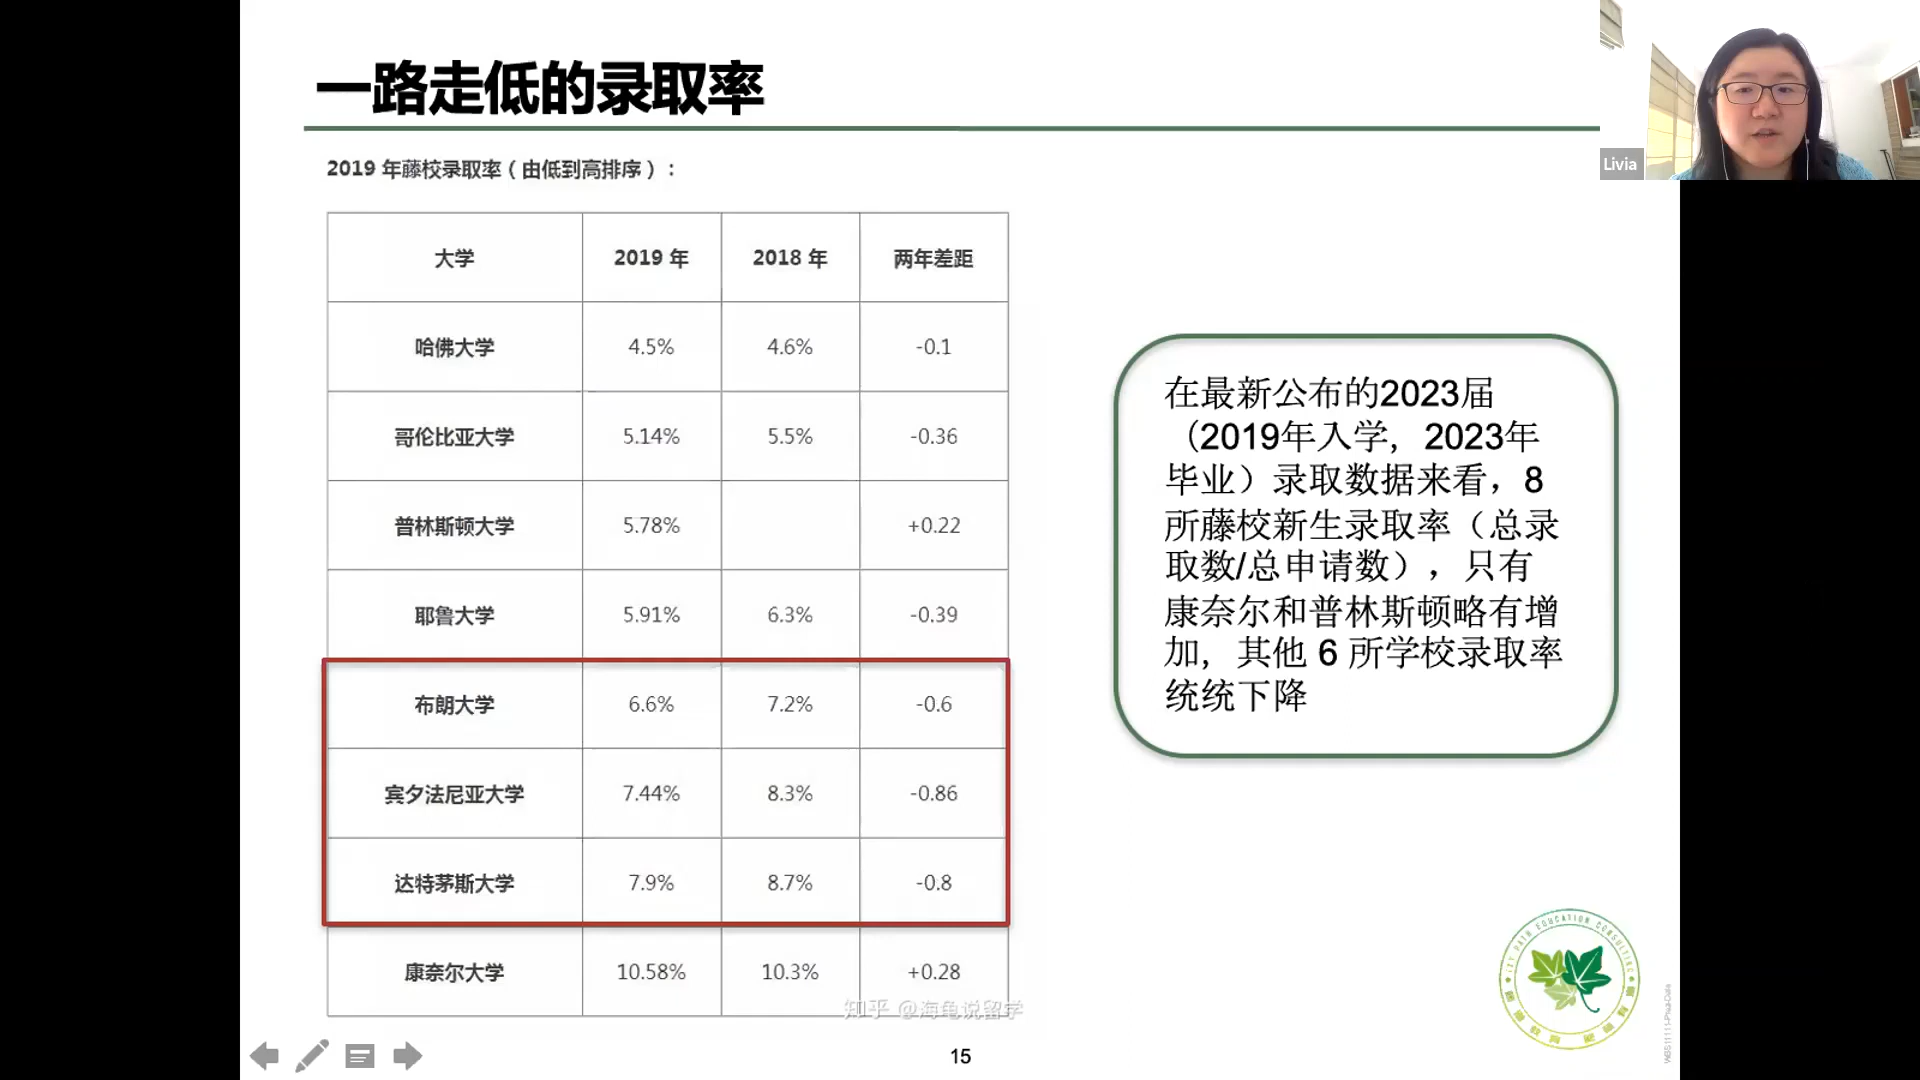 一路走低的录取率
Livia
2019 年藤校录取率（由低到高排序）：
大学 2019 年 2018 年 两年差距
哈佛大学 4.5% 4.6% -0.1
哥伦比亚大学 5.14% 5.5% -0.36
普林斯顿大学 5.78% +0.22
耶鲁大学 5.91% 6.3% -0.39
布朗大学 6.6% 7.2% -0.6
宾夕法尼亚大学 7.44% 8.3% -0.86
达特茅斯大学 7.9% 8.7% -0.8
康奈尔大学 10.58% 10.3% +0.28
知乎 @海龟说留学
在最新公布的2023届
（2019年入学，2023年
毕业）录取数据来看，8
所藤校新生录取率（总录
取数/总申请数），只有
康奈尔和普林斯顿略有增
加，其他 6 所学校录取率
统统下降
PATH EDUCATION CONSULTING
15